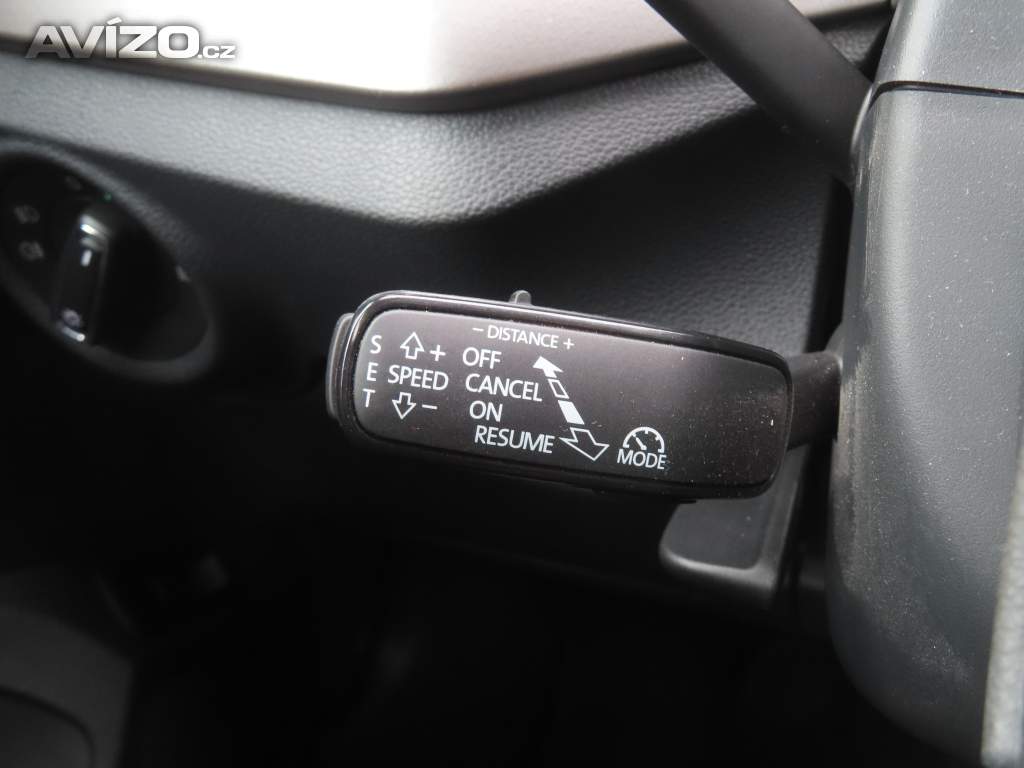 AVÍZO.cz
- DISTANCE +
S + OFF
E SPEED CANCEL
T - ON
RESUME
MODE